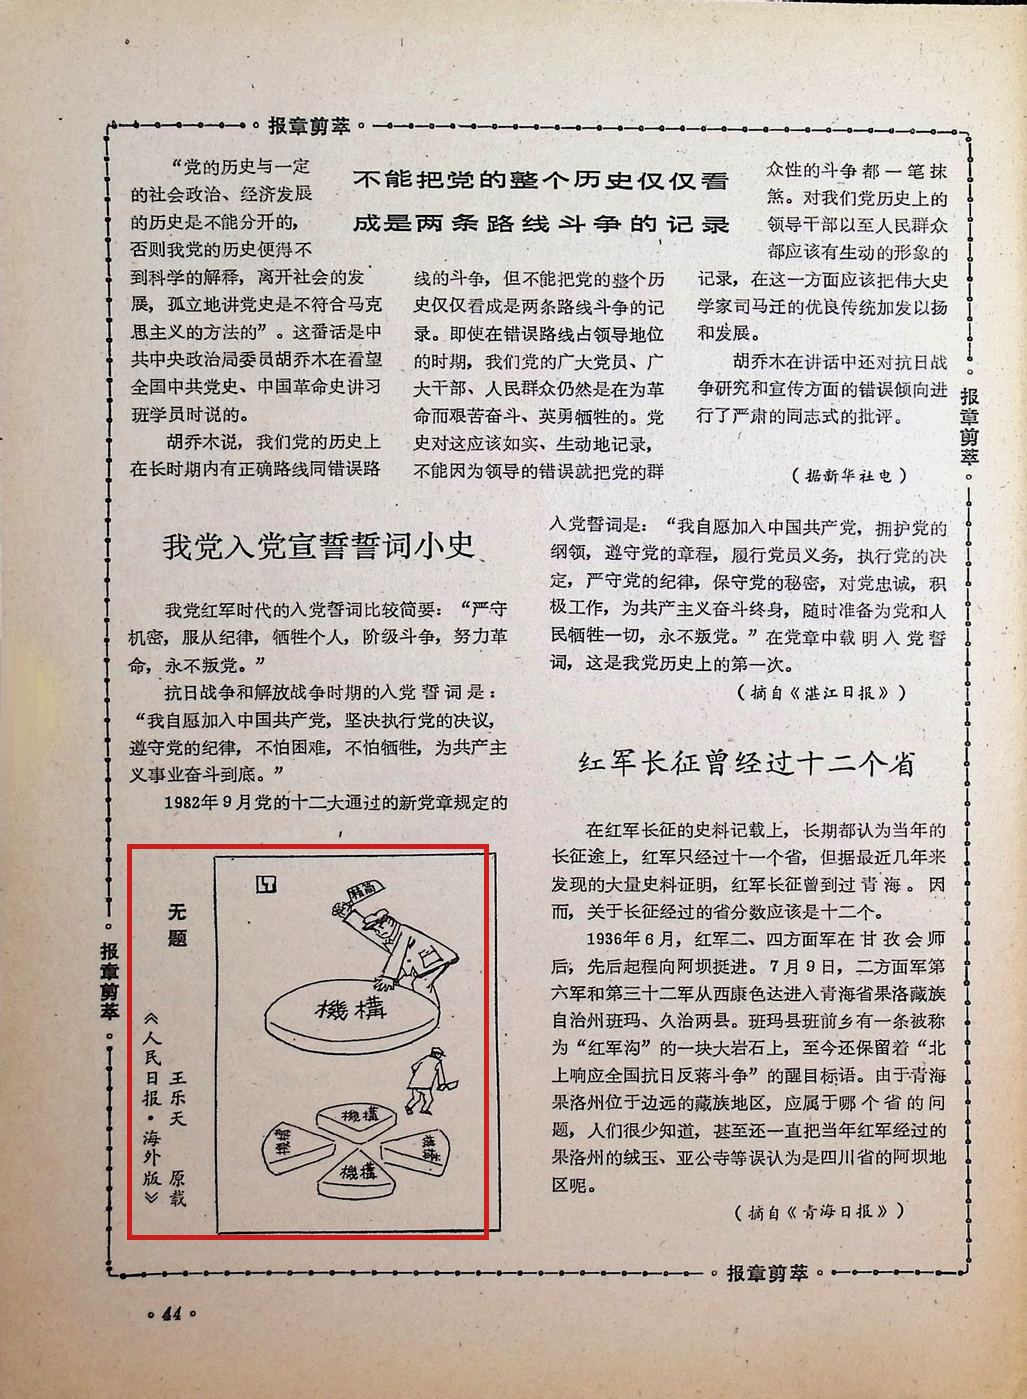 报章剪萃
不能把党的整个历史仅仅看
成是两条路线斗争的记录
“党的历史与一定
的社会政治、经济发展
的历史是不能分开的，
否则我党的历史便得不
到科学的解释，离开社会的发
展，孤立地讲党史是不符合马克
思主义的方法的”。这番话是中
共中央政治局委员胡乔木在看望
全国中共党史、中国革命史讲习
班学员时说的。
胡乔木说，我们党的历史上
在长时期内有正确路线同错误路
线的斗争，但不能把党的整个历
史仅仅看成是两条路线斗争的记
录。即使在错误路线占领导地位
的时期，我们党的广大党员、广
大干部、人民群众仍然是在为革
命而艰苦奋斗、英勇牺牲的。党
史对这应该如实、生动地记录，
不能因为领导的错误就把党的群
众性的斗争都一笔抹
煞。对我们党历史上的
领导干部以至人民群众
都应该有生动的形象的
记录，在这一方面应该把伟大史
学家司马迁的优良传统加发以扬
和发展。
胡乔木在讲话中还对抗日战
争研究和宣传方面的错误倾向进
行了严肃的同志式的批评。
（据新华社电）
报章剪萃
我党入党宣誓誓词小史
我党红军时代的入党誓词比较简要：“严守
机密，服从纪律，牺牲个人，阶级斗争，努力革
命，永不叛党。”
抗日战争和解放战争时期的入党誓词是：
“我自愿加入中国共产党，坚决执行党的决议，
遵守党的纪律，不怕困难，不怕牺牲，为共产主
义事业奋斗到底。”
1982年9月党的十二大通过的新党章规定的
入党誓词是：“我自愿加入中国共产党，拥护党的
纲领，遵守党的章程，履行党员义务，执行党的决
定，严守党的纪律，保守党的秘密，对党忠诚，积
极工作，为共产主义奋斗终身，随时准备为党和人
民牺牲一切，永不叛党。”在党章中载明入党誓
词，这是我党历史上的第一次。
（摘自《湛江日报》）
红军长征曾经过十二个省
在红军长征的史料记载上，长期都认为当年的
长征途上，红军只经过十一个省，但据最近几年来
发现的大量史料证明，红军长征曾到过青海。因
而，关于长征经过的省分数应该是十二个。
1936年6月，红军二、四方面军在甘孜会师
后，先后起程向阿坝挺进。7月9日，二方面军第
六军和第三十二军从西康色达进入青海省果洛藏族
自治州班玛、久治两县。班玛县班前乡有一条被称
为“红军沟”的一块大岩石上，至今还保留着“北
上响应全国抗日反蒋斗争”的醒目标语。由于青海
果洛州位于边远的藏族地区，应属于哪个省的问
题，人们很少知道，甚至还一直把当年红军经过的
果洛州的绒玉、亚公寺等误认为是四川省的阿坝地
区呢。
（摘自《青海日报》）
无题
王乐天 原载
《人民日报·海外版》
精简
機構
機構
機構
機構
機構
报章剪萃
报章剪萃
·44·